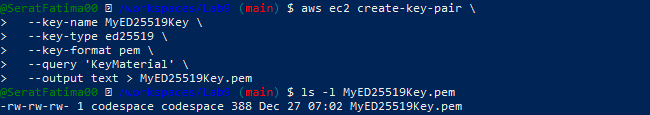 @SeratFatima00 /workspaces/Lab9 (main) $ aws ec2 create-key-pair \
> --key-name MyED25519Key \
> --key-type ed25519 \
> --key-format pem \
> --query 'KeyMaterial' \
> --output text > MyED25519Key.pem
@SeratFatima00 /workspaces/Lab9 (main) $ ls -l MyED25519Key.pem
-rw-rw-rw- 1 codespace codespace 388 Dec 27 07:02 MyED25519Key.pem